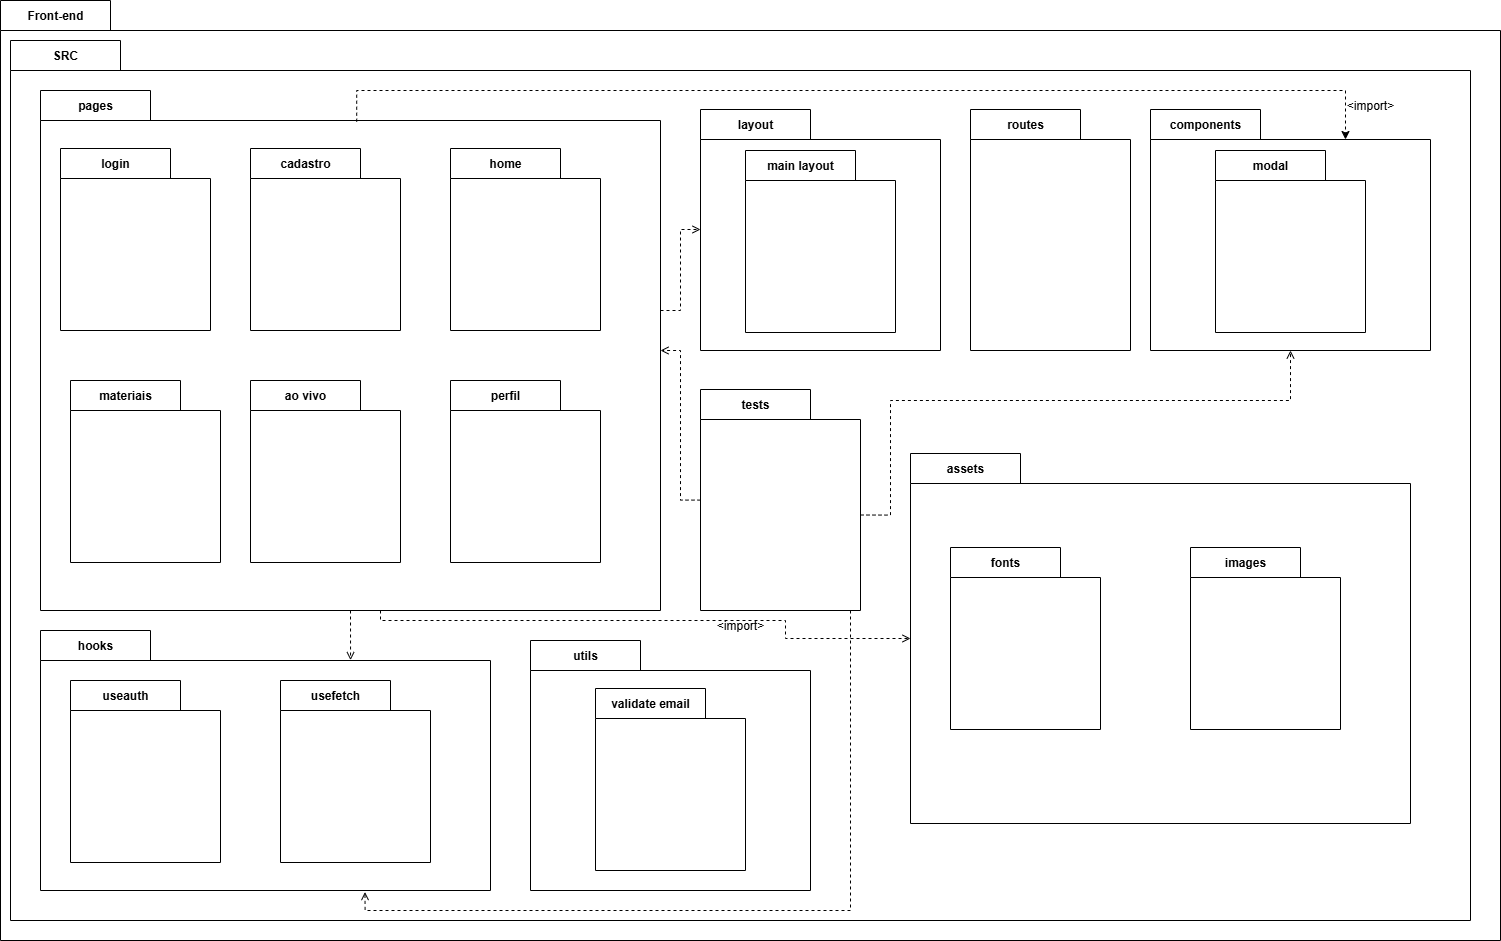 Front-end
SRC
pages
<import>
layout
routes
components
login
cadastro
home
main layout
modal
materiais
ao vivo
perfil
tests
assets
fonts
images
<import>
hooks
utils
useauth
usefetch
validate email